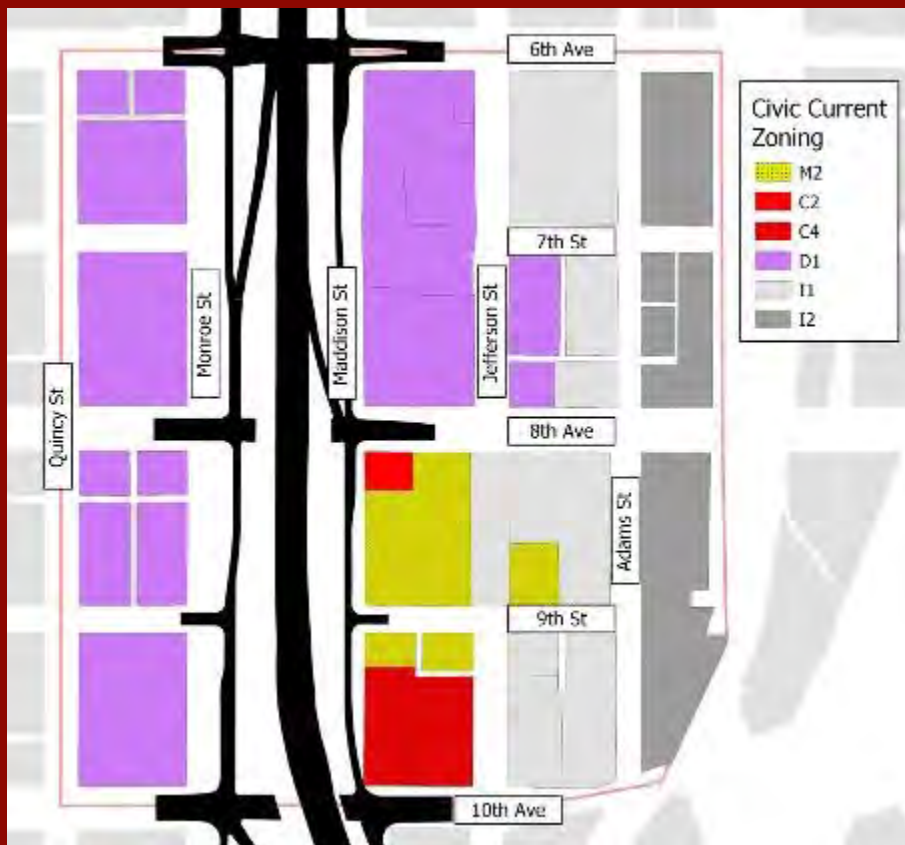 6th Ave
Civic Current
Zoning
M2
C2
C4
D1
I1
I2
7th St
Monroe St
Maddison St
Jefferson St
Quincy St
8th Ave
Adams St
9th St
10th Ave